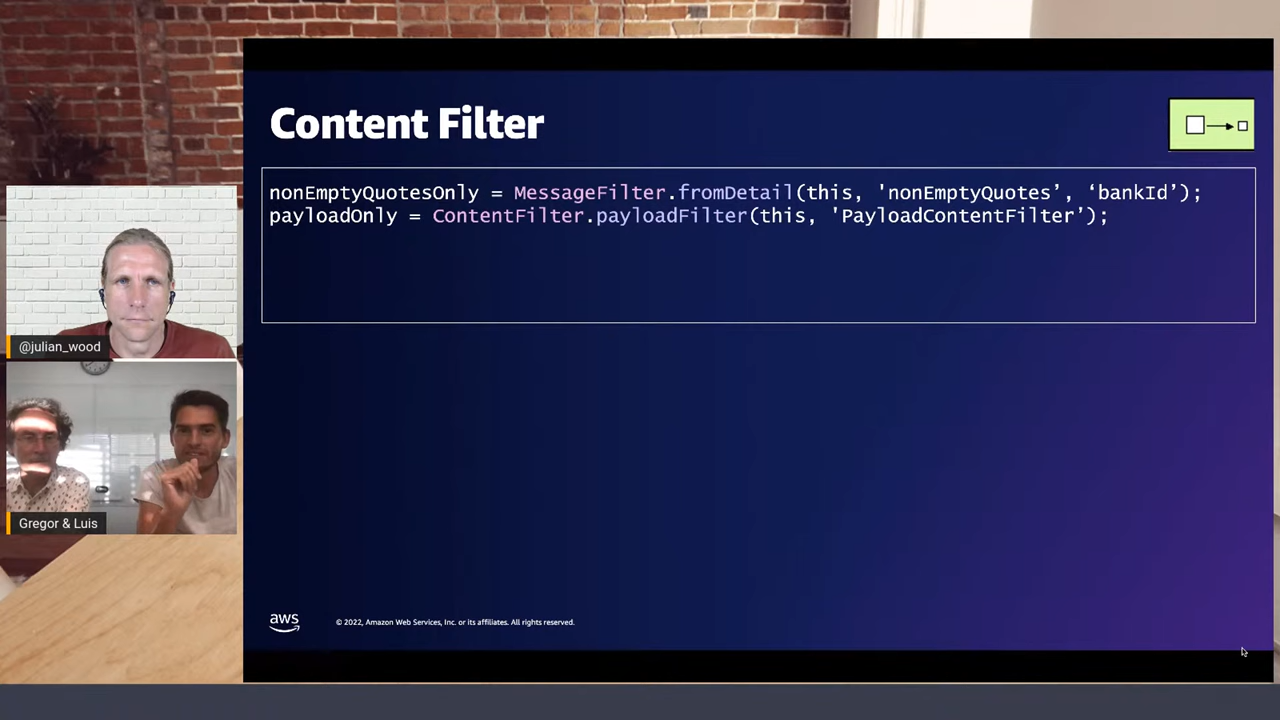 Content Filter
nonEmptyQuotesOnly = MessageFilter.fromDetail(this, 'nonEmptyQuotes’, ‘bankId’);
payloadOnly = ContentFilter.payloadFilter(this, 'PayloadContentFilter’);
@julian_wood
Gregor & Luis
aws
© 2022, Amazon Web Services, Inc. or its affiliates. All rights reserved.